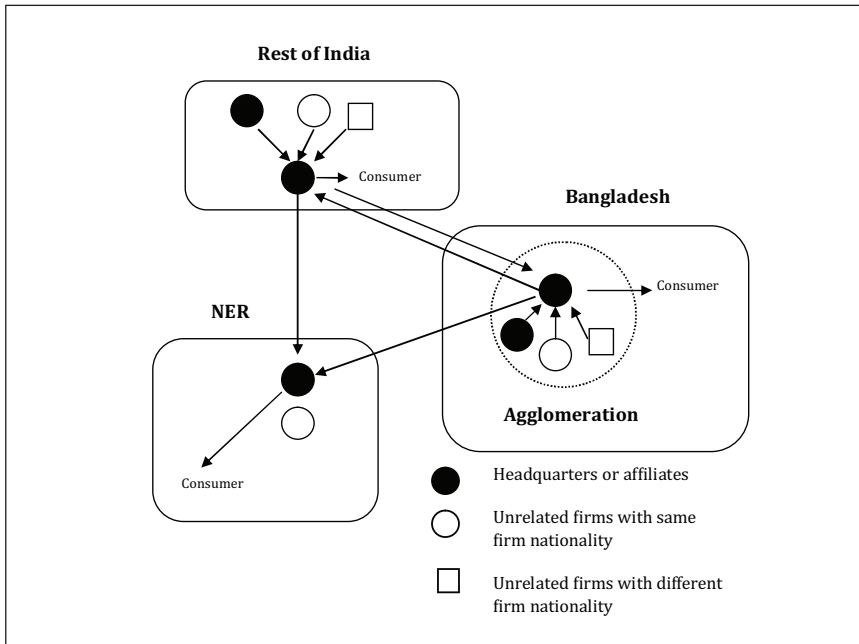 Rest of India
Consumer
Bangladesh
Consumer
NER
Agglomeration
Consumer
Headquarters or affiliates
Unrelated firms with same
firm nationality
Unrelated firms with different
firm nationality